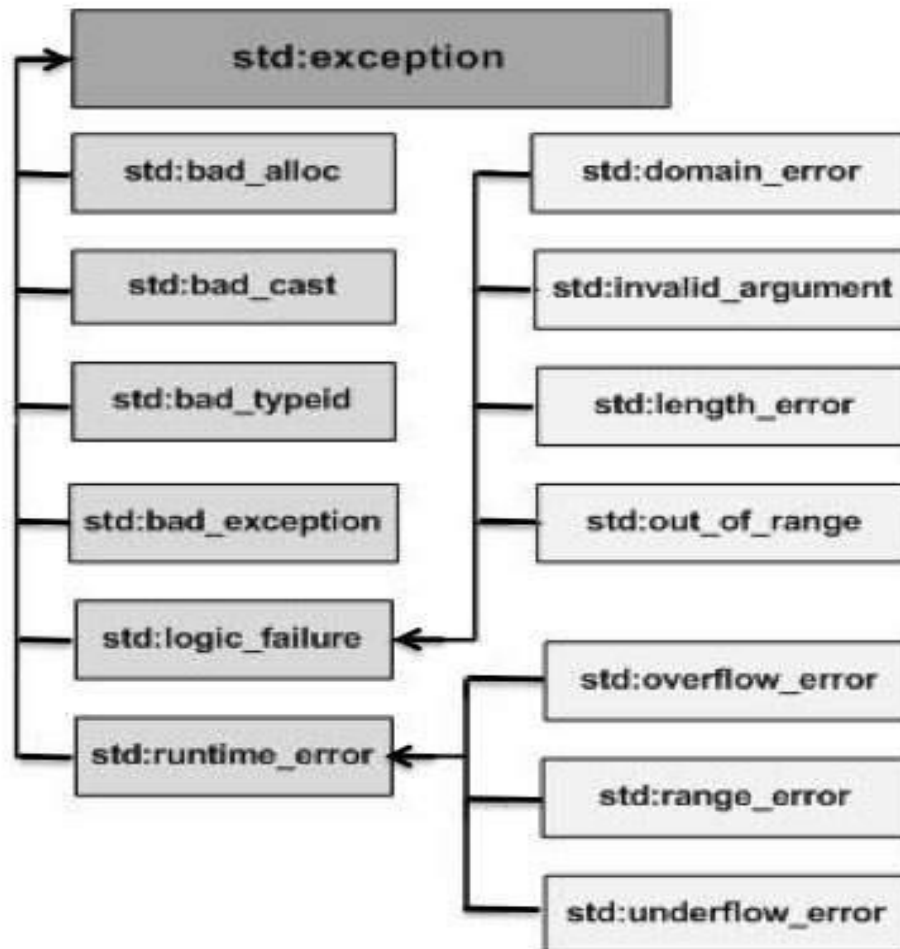 std:exception
std:bad_alloc
std:bad_cast
std:bad_typeid
std:bad_exception
std:logic_failure
std:runtime_error
std:domain_error
std:invalid_argument
std:length_error
std:out_of_range
std:overflow_error
std:range_error
std:underflow_error